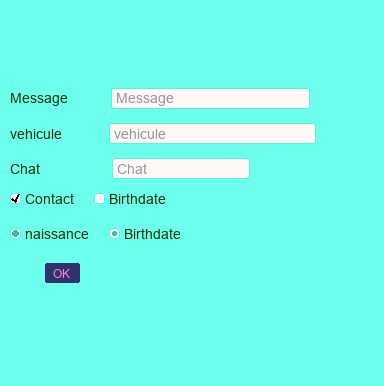 Message Message
vehicule vehicule
Chat Chat
Contact Birthdate
naissance Birthdate
OK